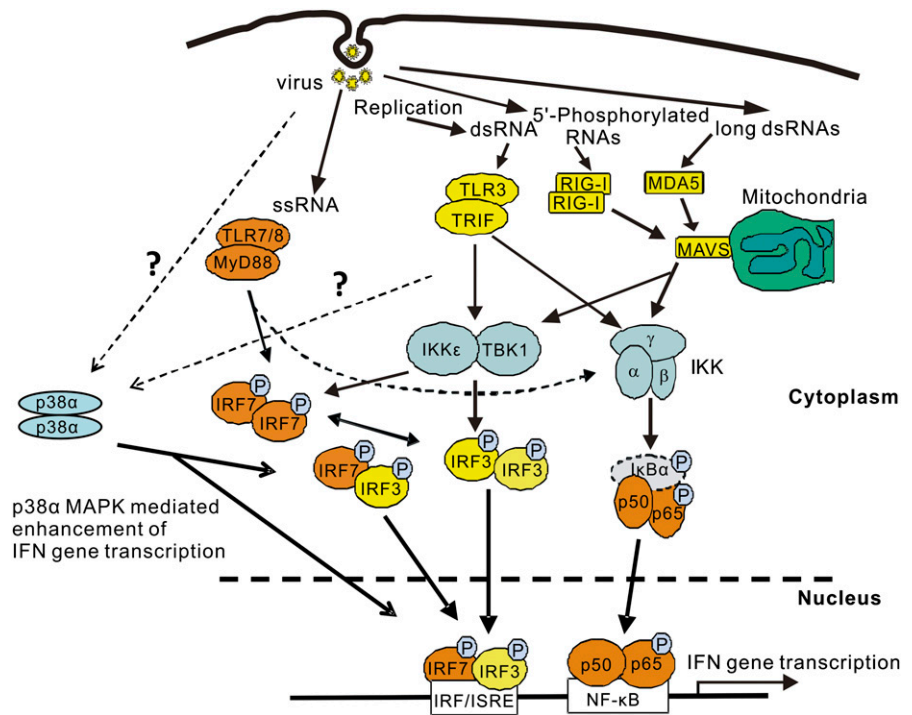 virus
Replication
dsRNA
5'-Phosphorylated
RNAs
long dsRNAs
ssRNA
TLR3
TRIF
RIG-I
RIG-I
MDA5
Mitochondria
MAVS
TLR7/8
MyD88
?
?
IKKε
TBK1
γ
α
β
IKK
Cytoplasm
p38α
p38α
P
P
IRF7
IRF7
P
P
IRF7
IRF3
P
P
IRF3
IRF3
IκBα
P
p50
p65
P
p38α MAPK mediated
enhancement of
IFN gene transcription
Nucleus
P
P
IRF7
IRF3
P
p50
p65
IFN gene transcription
IRF/ISRE
NF-κB